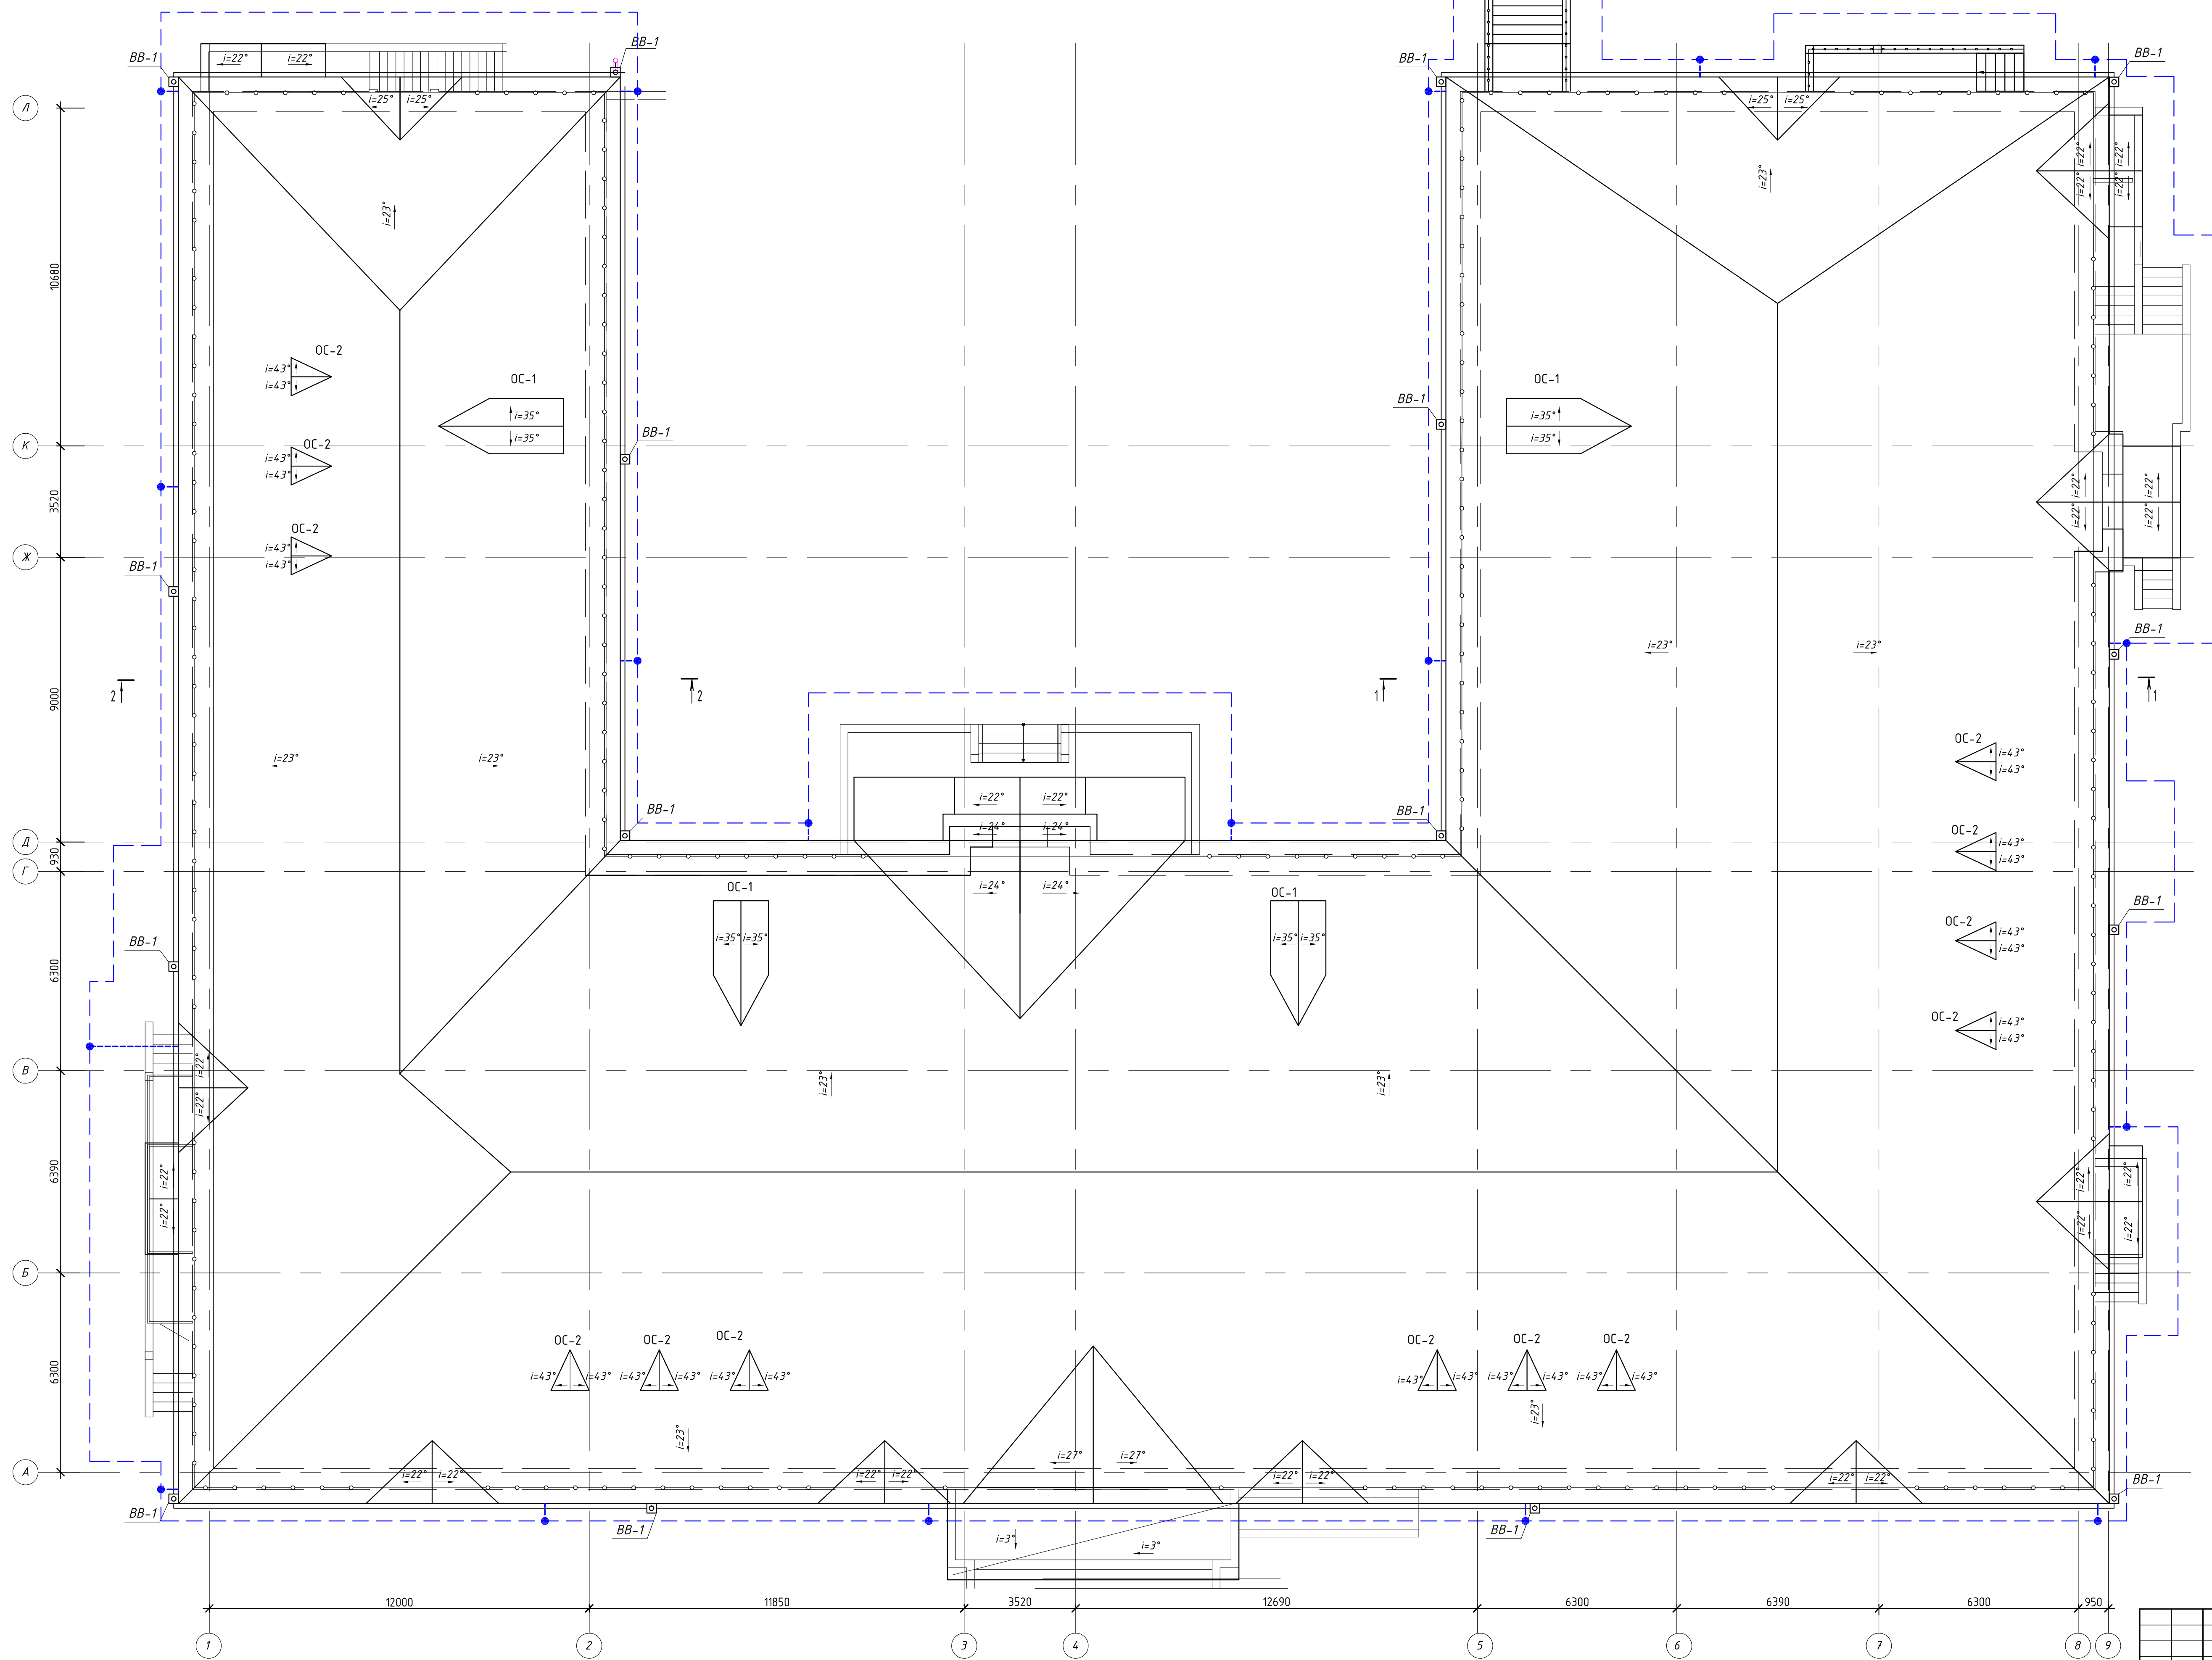 i=22° i=22°
ВВ-1
ВВ-1
ВВ-1
ВВ-1
i=25° i=25°
i=25° i=25°
Л
i=22° i=22°
i=22° i=22°
i=23°
i=23°
10680
ОС-2
i=43°
i=43°
ОС-1
i=35°
i=35°
ОС-1
i=35°
i=35°
ВВ-1
ВВ-1
К
ОС-2
i=43°
i=43°
3520
i=22° i=22°
i=22° i=22°
ОС-2
i=43°
i=43°
Ж
ВВ-1
ВВ-1
i=23°
i=23°
9000
2
2
1
1
i=23°
i=23°
ОС-2
i=43°
i=43°
i=22° i=22°
ВВ-1
ВВ-1
i=24° i=24°
Д
930
Г
ОС-2
i=43°
i=43°
i=24° i=24°
ОС-1
i=35° i=35°
ОС-1
i=35° i=35°
ВВ-1
ВВ-1
ОС-2
i=43°
i=43°
6300
ОС-2
i=43°
i=43°
i=22°
i=22°
В
i=23°
i=23°
6390
i=22°
i=22°
i=22° i=22°
i=22° i=22°
Б
6300
ОС-2
i=43° i=43°
ОС-2
i=43° i=43°
ОС-2
i=43° i=43°
ОС-2
i=43° i=43°
ОС-2
i=43° i=43°
ОС-2
i=43° i=43°
i=23°
i=23°
i=27° i=27°
А
i=22° i=22°
i=22° i=22°
i=22° i=22°
i=22° i=22°
ВВ-1
ВВ-1
ВВ-1
ВВ-1
i=3°
i=3°
12000
11850
3520
12690
6300
6390
6300
950
1
2
3
4
5
6
7
8
9